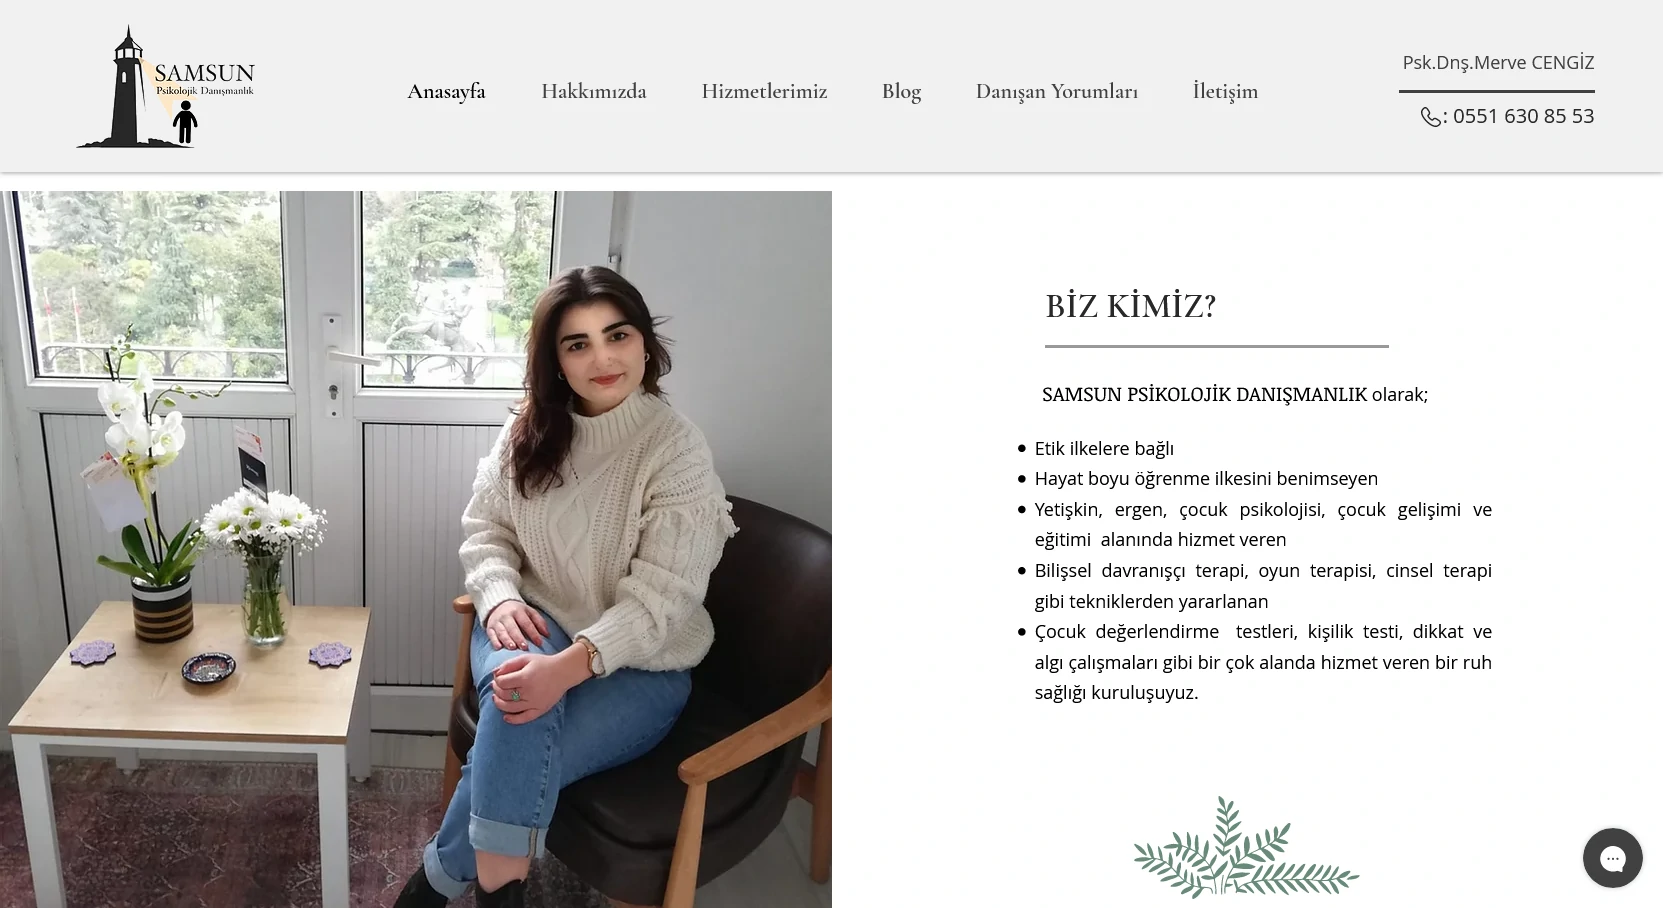 SAMSUN
Psikolojik Danışmanlık
Anasayfa
Hakkımızda
Hizmetlerimiz
Blog
Danışan Yorumları
İletişim
Psk.Dnş.Merve CENGİZ
: 0551 630 85 53
BİZ KİMİZ?
SAMSUN PSİKOLOJİK DANIŞMANLIK olarak;
Etik ilkelere bağlı
Hayat boyu öğrenme ilkesini benimseyen
Yetişkin, ergen, çocuk psikolojisi, çocuk gelişimi ve
eğitimi alanında hizmet veren
Bilişsel davranışçı terapi, oyun terapisi, cinsel terapi
gibi tekniklerden yararlanan
Çocuk değerlendirme testleri, kişilik testi, dikkat ve
algı çalışmaları gibi bir çok alanda hizmet veren bir ruh
sağlığı kuruluşuyuz.